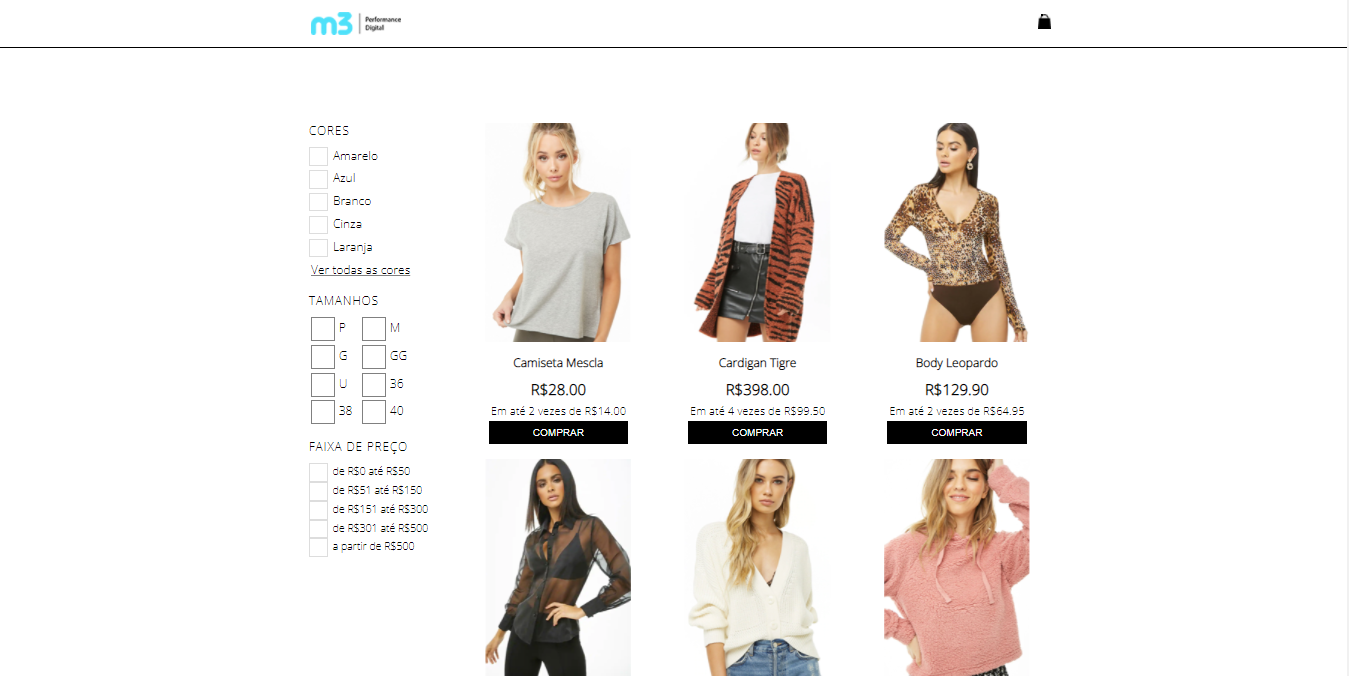 m3 Performance
Digital
CORES
Amarelo
Azul
Branco
Cinza
Laranja
Ver todas as cores
TAMANHOS
P M
G GG
U 36
38 40
FAIXA DE PREÇO
de R$0 até R$50
de R$51 até R$150
de R$151 até R$300
de R$301 até R$500
a partir de R$500
Camiseta Mescla
R$28.00
Em até 2 vezes de R$14.00
COMPRAR
Cardigan Tigre
R$398.00
Em até 4 vezes de R$99.50
COMPRAR
Body Leopardo
R$129.90
Em até 2 vezes de R$64.95
COMPRAR